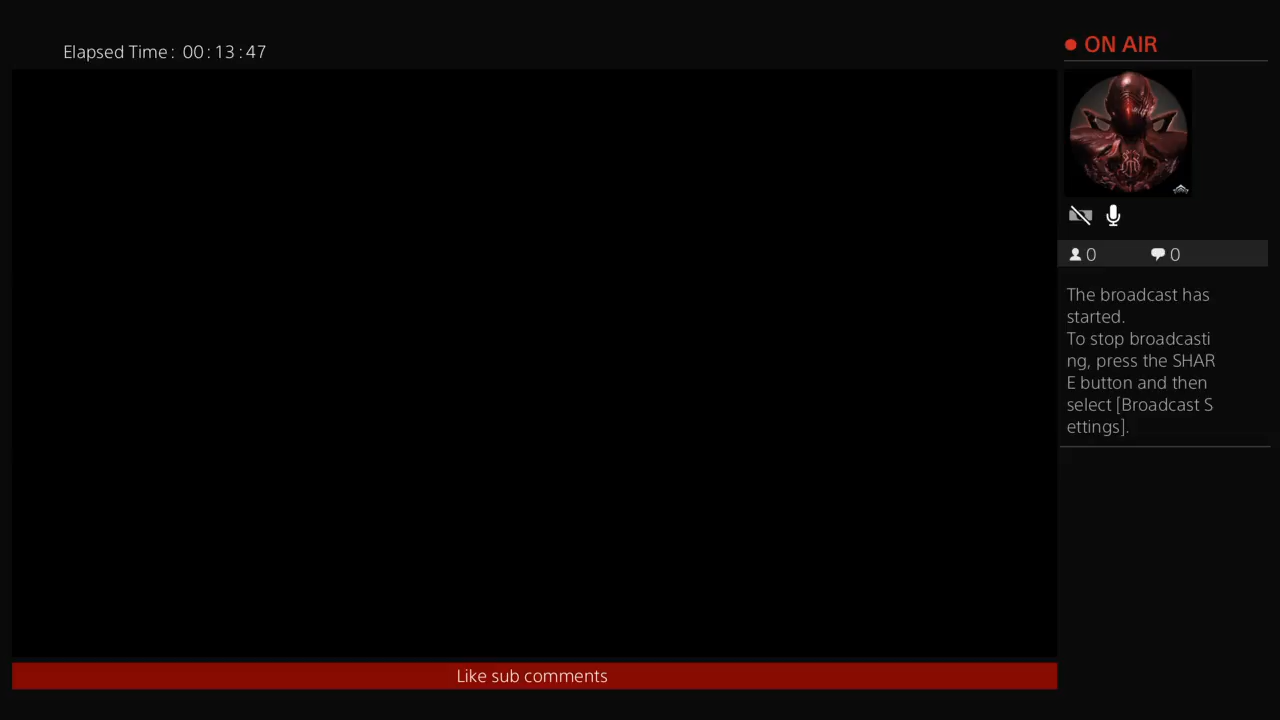 Elapsed Time: 00:13:47
ON AIR
0 0
The broadcast has
started.
To stop broadcasti
ng, press the SHAR
E button and then
select [Broadcast S
ettings].
Like sub comments